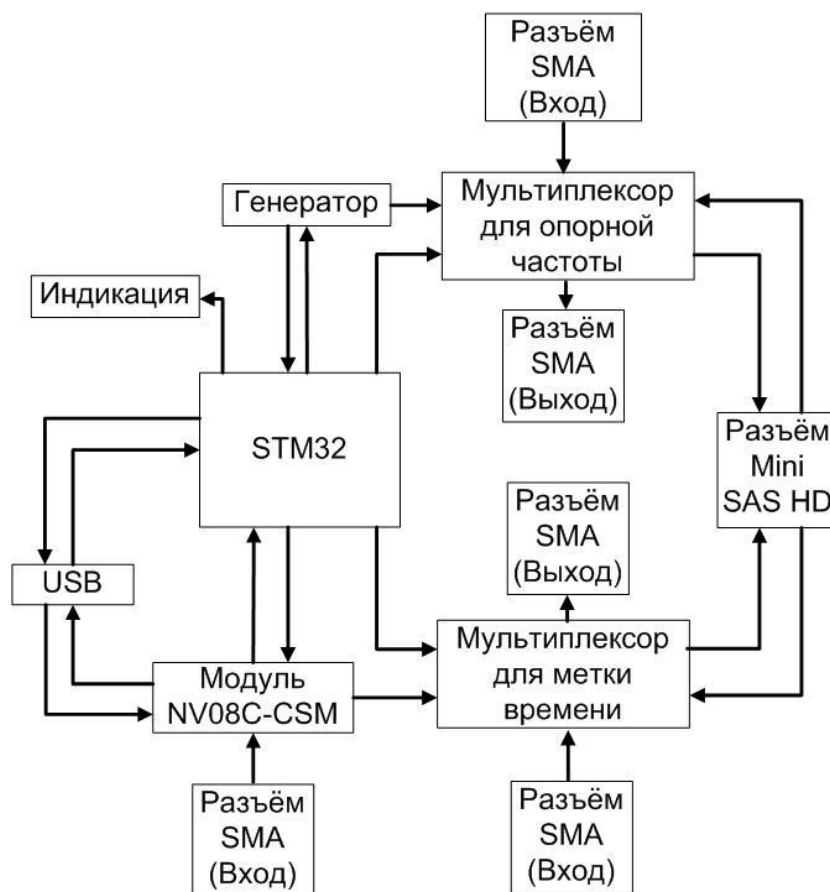 Разъём
SMA
(Вход)
Генератор
Мультиплексор
для опорной
частоты
Индикация
Разъём
SMA
(Выход)
STM32
Разъём
Mini
SAS HD
Разъём
SMA
(Выход)
USB
Модуль
NV08C-CSM
Мультиплексор
для метки
времени
Разъём
SMA
(Вход)
Разъём
SMA
(Вход)